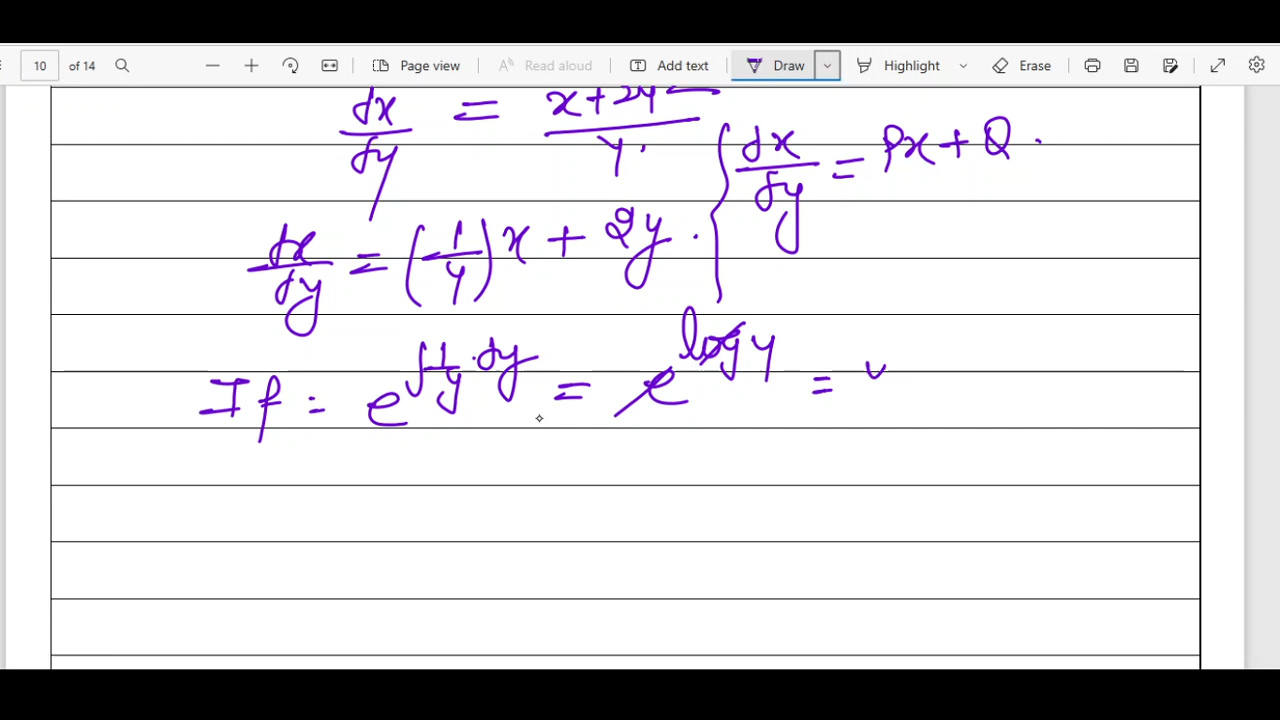 10 of 14 Page view Read aloud Add text Draw Highlight Erase
dx/dy = x+2y²/y.
{ dx/dy = Px + Q.
dx/dy = (1/y)x + 2y.
If = e^∫1/y.dy = e^log y =